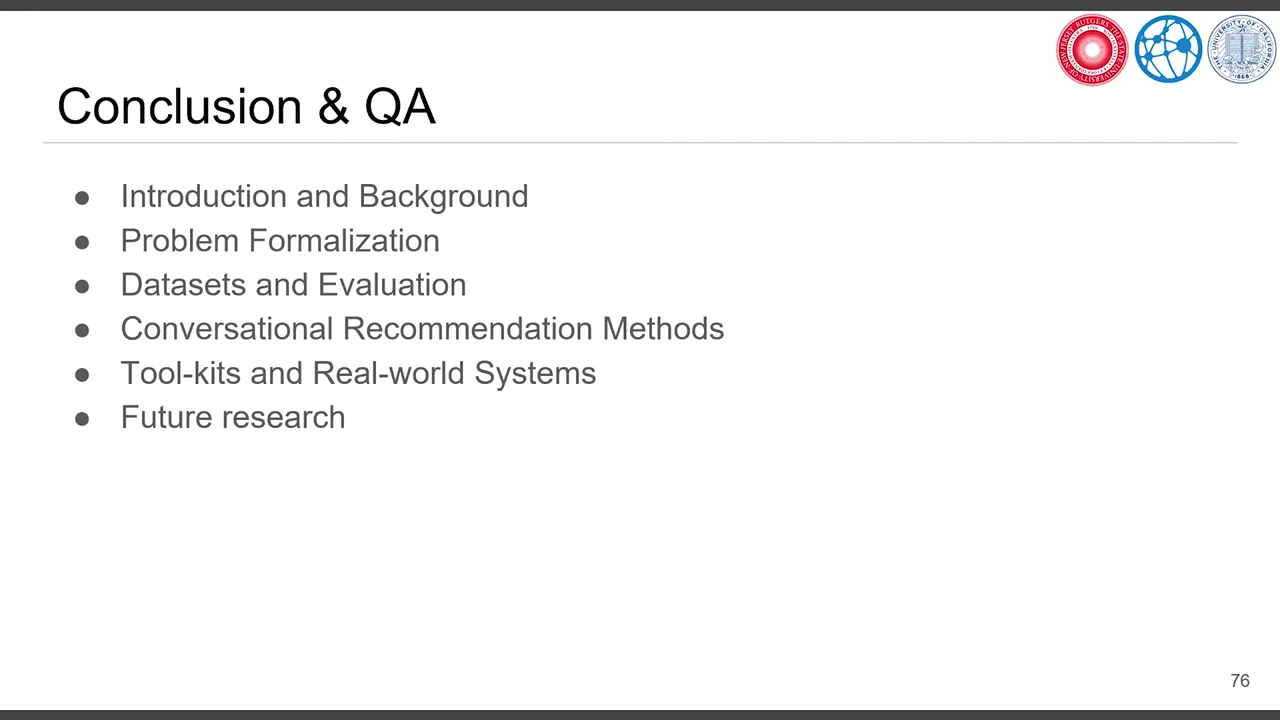 Conclusion & QA
● Introduction and Background
● Problem Formalization
● Datasets and Evaluation
● Conversational Recommendation Methods
● Tool-kits and Real-world Systems
● Future research
76